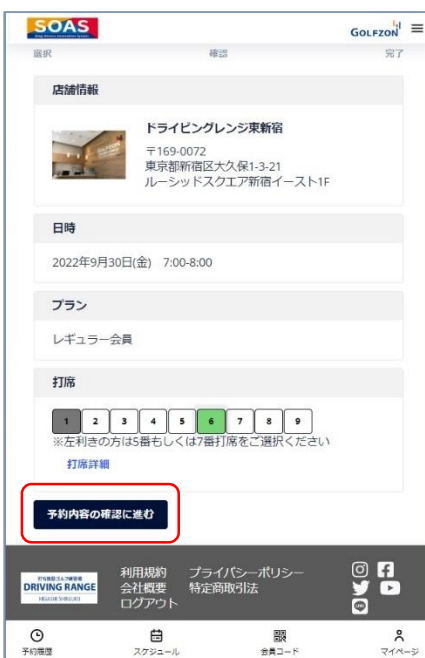 SOAS
GOLFZON
選択 確認 完了
店舗情報
ドライビングレンジ東新宿
〒169-0072
東京都新宿区大久保1-3-21
ルーシッドスクエア新宿イースト1F
日時
2022年9月30日(金) 7:00-8:00
プラン
レギュラー会員
打席
1 2 3 4 5 6 7 8 9
※左利きの方は5番もしくは7番打席をご選択ください
打席詳細
予約内容の確認に進む
DRIVING RANGE
利用規約 プライバシーポリシー
会社概要 特定商取引法
ログアウト
予約履歴 スケジュール 会員コード マイページ